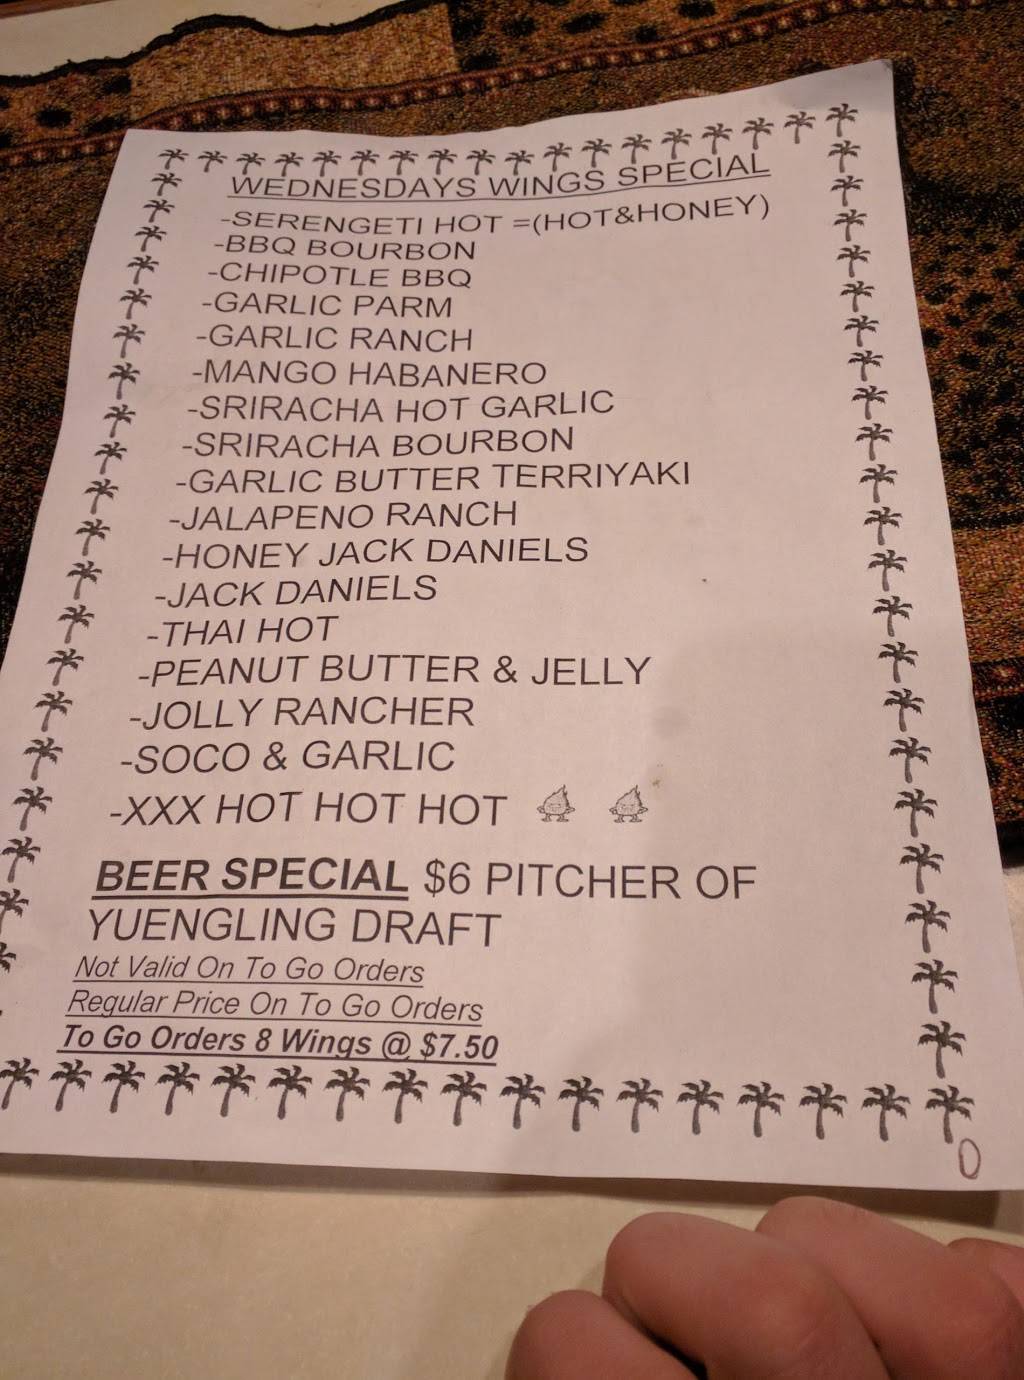 WEDNESDAYS WINGS SPECIAL
-SERENGETI HOT =(HOT&HONEY)
-BBQ BOURBON
-CHIPOTLE BBQ
-GARLIC PARM
-GARLIC RANCH
-MANGO HABANERO
-SRIRACHA HOT GARLIC
-SRIRACHA BOURBON
-GARLIC BUTTER TERRIYAKI
-JALAPENO RANCH
-HONEY JACK DANIELS
-JACK DANIELS
-THAI HOT
-PEANUT BUTTER & JELLY
-JOLLY RANCHER
-SOCO & GARLIC
-XXX HOT HOT HOT
BEER SPECIAL $6 PITCHER OF
YUENGLING DRAFT
Not Valid On To Go Orders
Regular Price On To Go Orders
To Go Orders 8 Wings @ $7.50
0